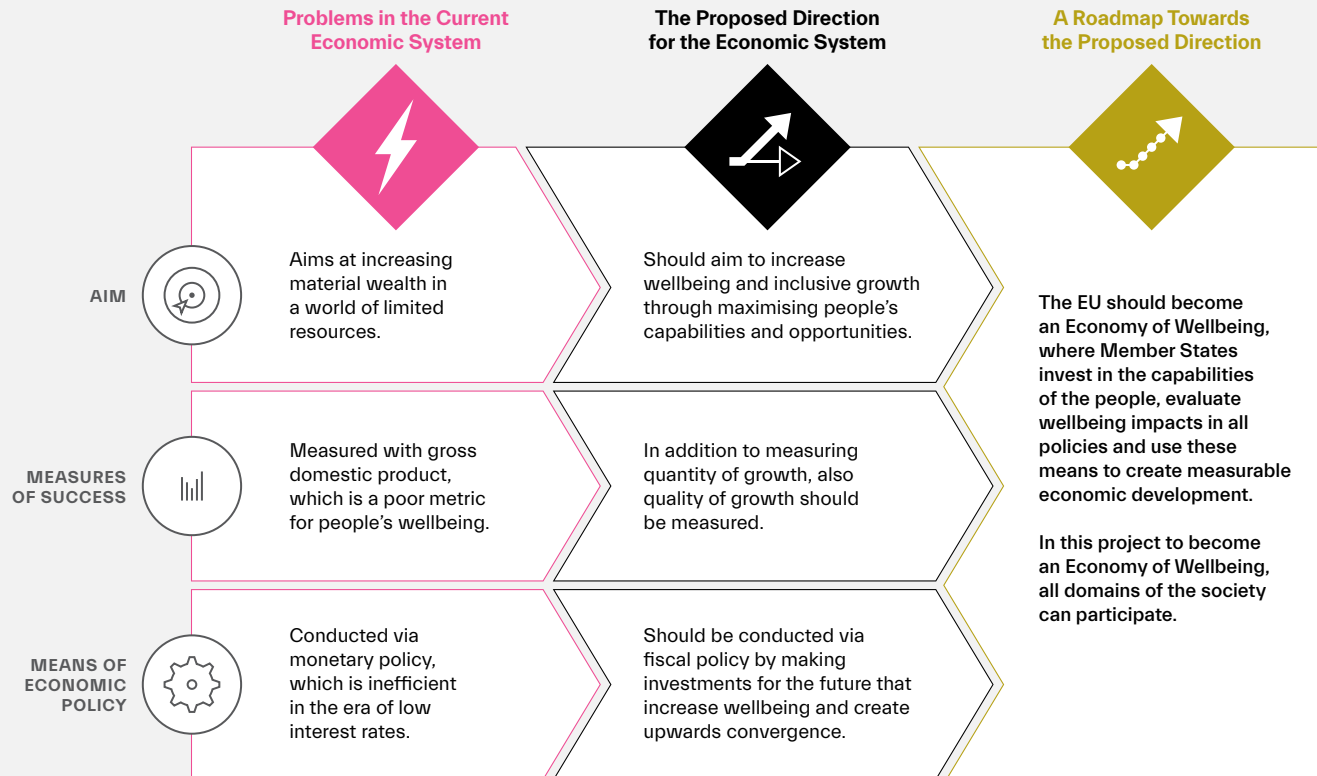 Problems in the Current
Economic System
The Proposed Direction
for the Economic System
A Roadmap Towards
the Proposed Direction
AIM
Aims at increasing
material wealth in
a world of limited
resources.
Should aim to increase
wellbeing and inclusive growth
through maximising people’s
capabilities and opportunities.
MEASURES
OF SUCCESS
Measured with gross
domestic product,
which is a poor metric
for people’s wellbeing.
In addition to measuring
quantity of growth, also
quality of growth should
be measured.
MEANS OF
ECONOMIC
POLICY
Conducted via
monetary policy,
which is inefficient
in the era of low
interest rates.
Should be conducted via
fiscal policy by making
investments for the future that
increase wellbeing and create
upwards convergence.
The EU should become
an Economy of Wellbeing,
where Member States
invest in the capabilities
of the people, evaluate
wellbeing impacts in all
policies and use these
means to create measurable
economic development.
In this project to become
an Economy of Wellbeing,
all domains of the society
can participate.